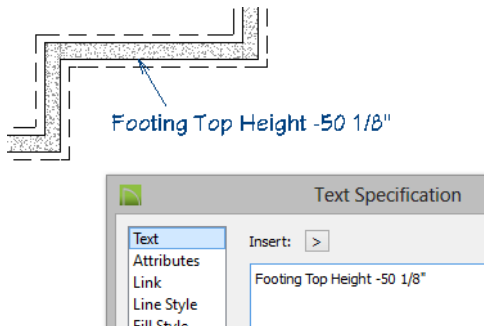 Footing Top Height -50 1/8"
Text Specification
Text
Insert: >
Attributes
Footing Top Height -50 1/8"
Link
Line Style
Fill Style